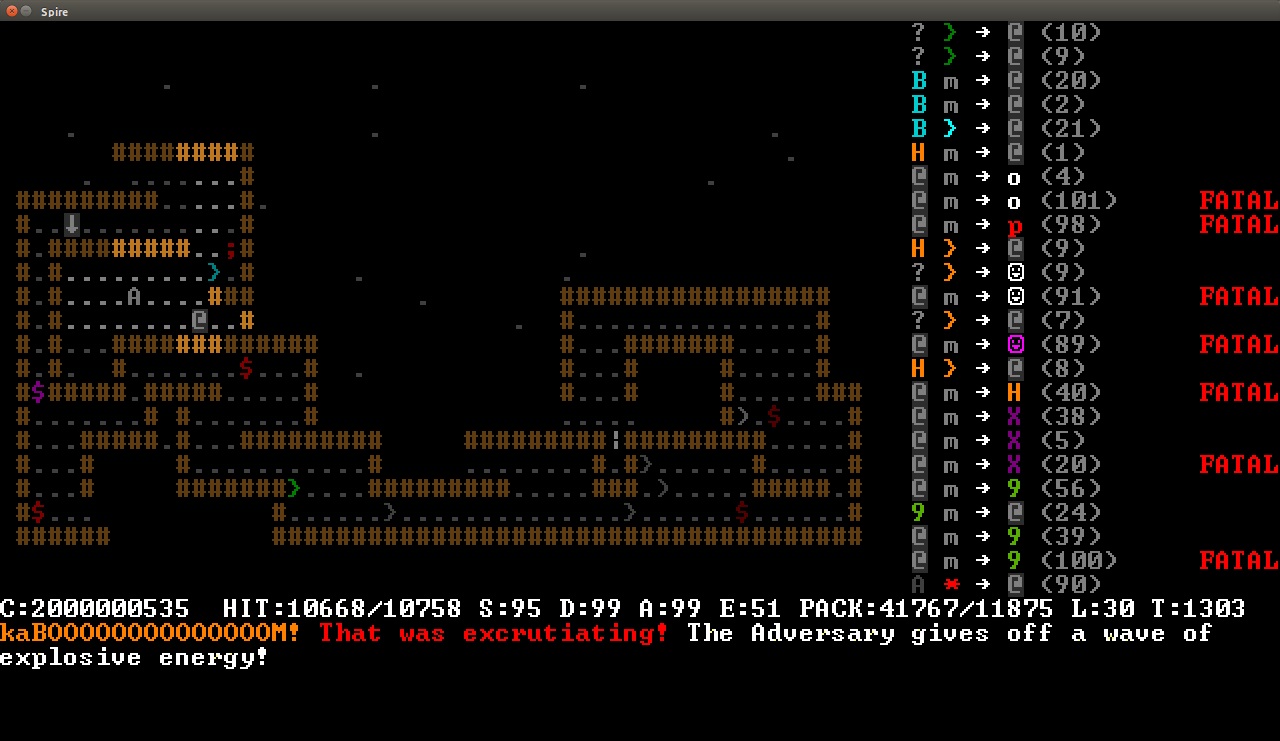 Spire
? > → @ (10)
? > → @ (9)
B m → @ (20)
B m → @ (2)
B > → @ (21)
H m → @ (1)
@ m → o (4)
@ m → o (101) FATAL
@ m → p (98) FATAL
H > → @ (9)
? > → ☺ (9)
@ m → ☺ (91) FATAL
? > → @ (7)
@ m → ☺ (89) FATAL
H > → @ (8)
@ m → H (40) FATAL
@ m → X (38)
@ m → X (5)
@ m → X (20) FATAL
@ m → 9 (56)
9 m → @ (24)
@ m → 9 (39)
@ m → 9 (100) FATAL
A * → @ (90)
C:2000000535 HIT:10668/10758 S:95 D:99 A:99 E:51 PACK:41767/11875 L:30 T:1303
kaBOOOOOOOOOOOOOOM! That was excrutiating! The Adversary gives off a wave of
explosive energy!